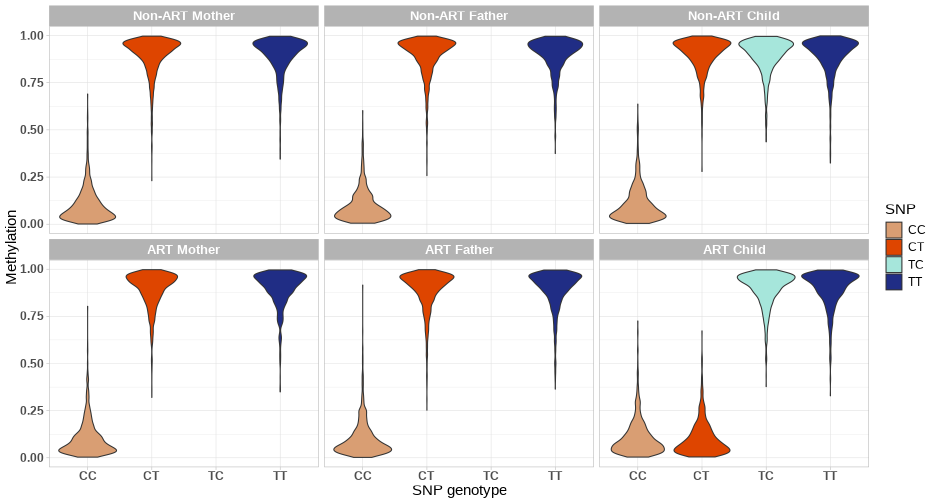 Non-ART Mother
Non-ART Father
Non-ART Child
1.00
0.75
0.50
0.25
0.00
ART Mother
ART Father
ART Child
1.00
0.75
0.50
0.25
0.00
Methylation
CC CT TC TT
CC CT TC TT
CC CT TC TT
SNP genotype
SNP
CC
CT
TC
TT